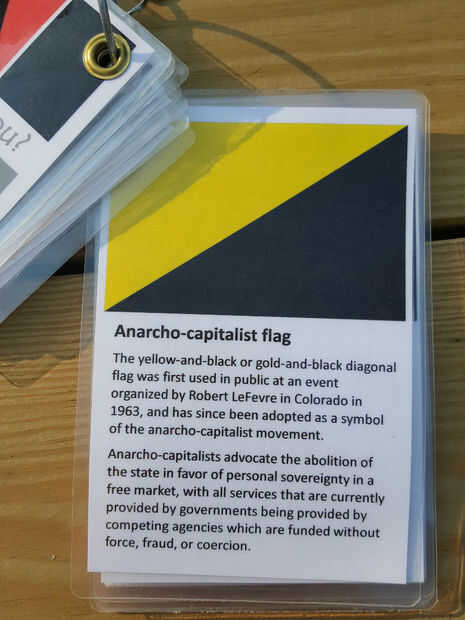 Anarcho-capitalist flag
The yellow-and-black or gold-and-black diagonal
flag was first used in public at an event
organized by Robert LeFevre in Colorado in
1963, and has since been adopted as a symbol
of the anarcho-capitalist movement.
Anarcho-capitalists advocate the abolition of
the state in favor of personal sovereignty in a
free market, with all services that are currently
provided by governments being provided by
competing agencies which are funded without
force, fraud, or coercion.